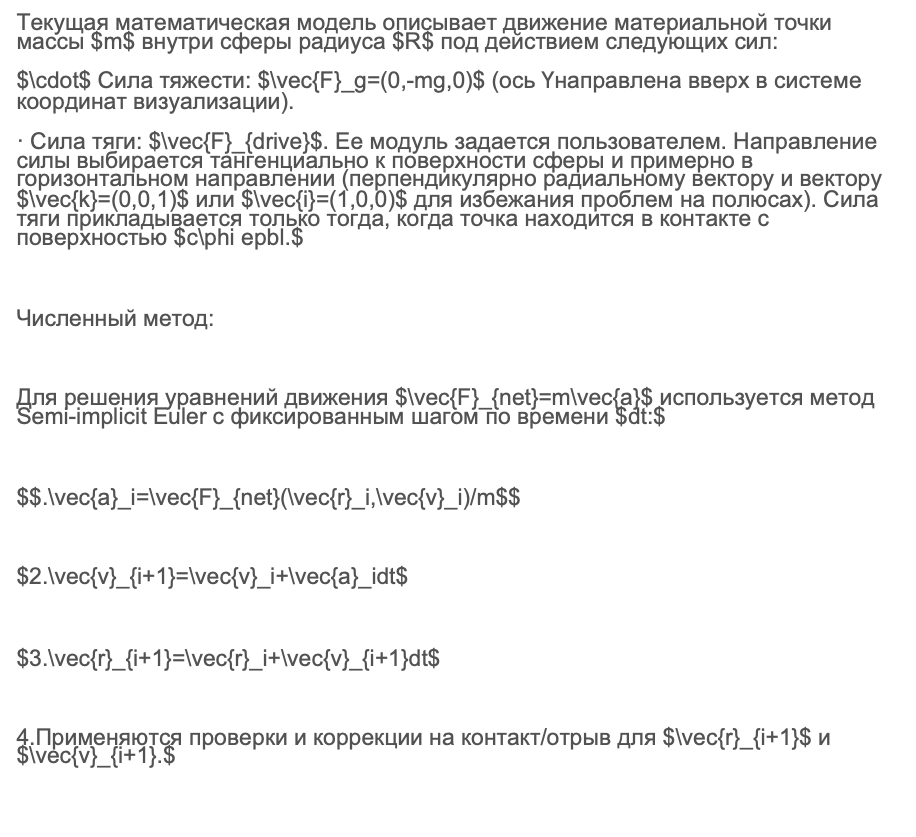 Текущая математическая модель описывает движение материальной точки
массы $m$ внутри сферы радиуса $R$ под действием следующих сил:
$\cdot$ Сила тяжести: $\vec{F}_g=(0,-mg,0)$ (ось Yнаправлена вверх в системе
координат визуализации).
· Сила тяги: $\vec{F}_{drive}$. Ее модуль задается пользователем. Направление
силы выбирается тангенциально к поверхности сферы и примерно в
горизонтальном направлении (перпендикулярно радиальному вектору и вектору
$\vec{k}=(0,0,1)$ или $\vec{i}=(1,0,0)$ для избежания проблем на полюсах). Сила
тяги прикладывается только тогда, когда точка находится в контакте с
поверхностью $c\phi epbl.$
Численный метод:
Для решения уравнений движения $\vec{F}_{net}=m\vec{a}$ используется метод
Semi-implicit Euler с фиксированным шагом по времени $dt:$
$$.\vec{a}_i=\vec{F}_{net}(\vec{r}_i,\vec{v}_i)/m$$
$2.\vec{v}_{i+1}=\vec{v}_i+\vec{a}_idt$
$3.\vec{r}_{i+1}=\vec{r}_i+\vec{v}_{i+1}dt$
4.Применяются проверки и коррекции на контакт/отрыв для $\vec{r}_{i+1}$ и
$\vec{v}_{i+1}.$